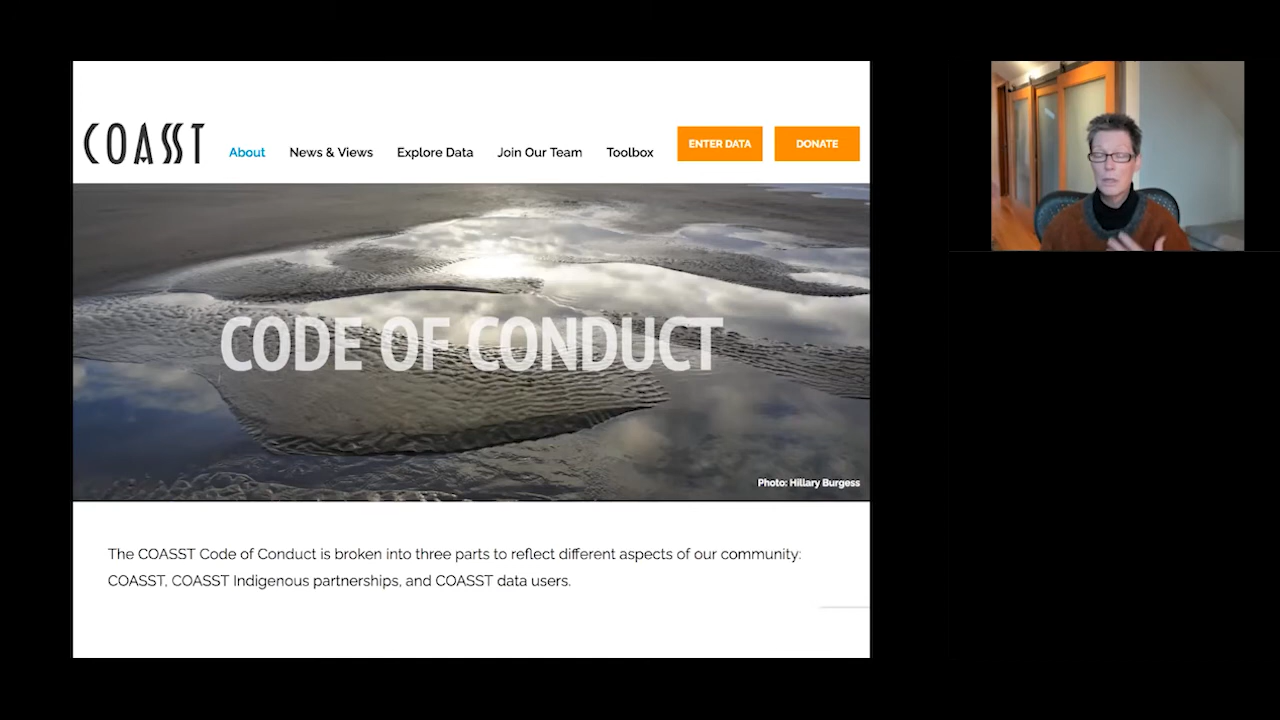 COASST
About
News & Views
Explore Data
Join Our Team
Toolbox
ENTER DATA
DONATE
CODE OF CONDUCT
Photo: Hillary Burgess
The COASST Code of Conduct is broken into three parts to reflect different aspects of our community:
COASST, COASST Indigenous partnerships, and COASST data users.